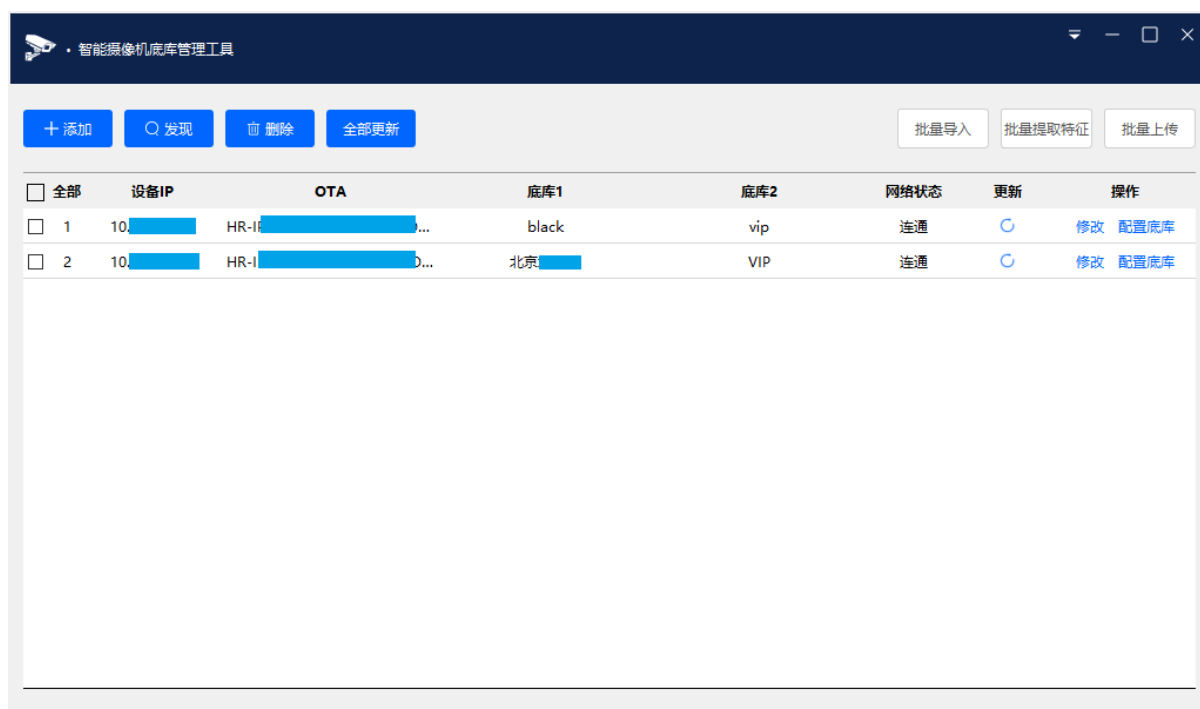 · 智能摄像机底库管理工具
添加 发现 删除 全部更新 批量导入 批量提取特征 批量上传
全部 设备IP OTA 底库1 底库2 网络状态 更新 操作
1 10. HR-I ... black vip 连通 修改 配置底库
2 10. HR-I ... 北京 VIP 连通 修改 配置底库